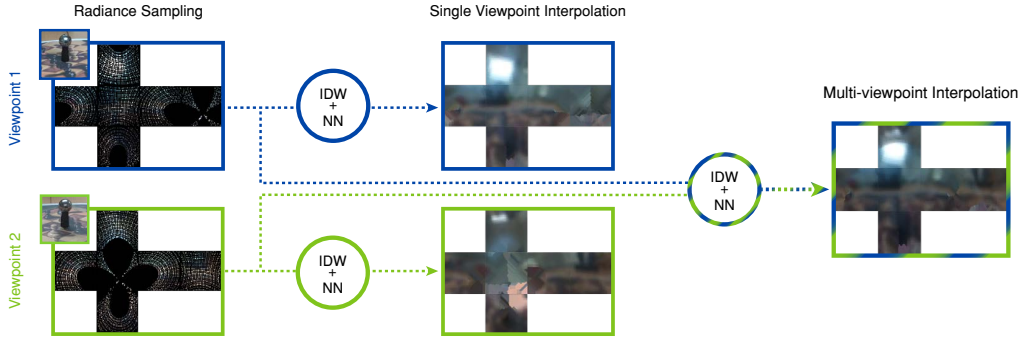 Radiance Sampling
Single Viewpoint Interpolation
Viewpoint 1
IDW
+
NN
Multi-viewpoint Interpolation
IDW
+
NN
Viewpoint 2
IDW
+
NN